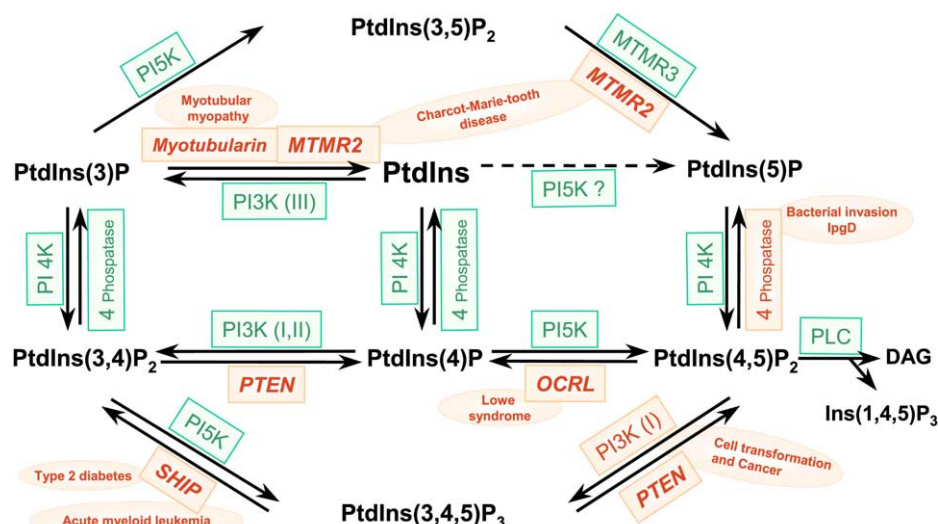 PtdIns(3,5)P₂
PI5K
MTMR3
MTMR2
Myotubular
myopathy
Charcot-Marie-tooth
disease
Myotubularin
MTMR2
PtdIns(3)P
PtdIns
PtdIns(5)P
PI3K (III)
PI5K ?
Bacterial invasion
IpgD
PI 4K
4 Phospatase
PI 4K
4 Phospatase
PI 4K
4 Phospatase
PI3K (I,II)
PI5K
PLC
PtdIns(3,4)P₂
PtdIns(4)P
PtdIns(4,5)P₂
DAG
PTEN
OCRL
Lowe
syndrome
Ins(1,4,5)P₃
PI5K
PI3K (I)
Cell transformation
and Cancer
Type 2 diabetes
SHIP
PTEN
PtdIns(3,4,5)P₃
Acute myeloid leukemia